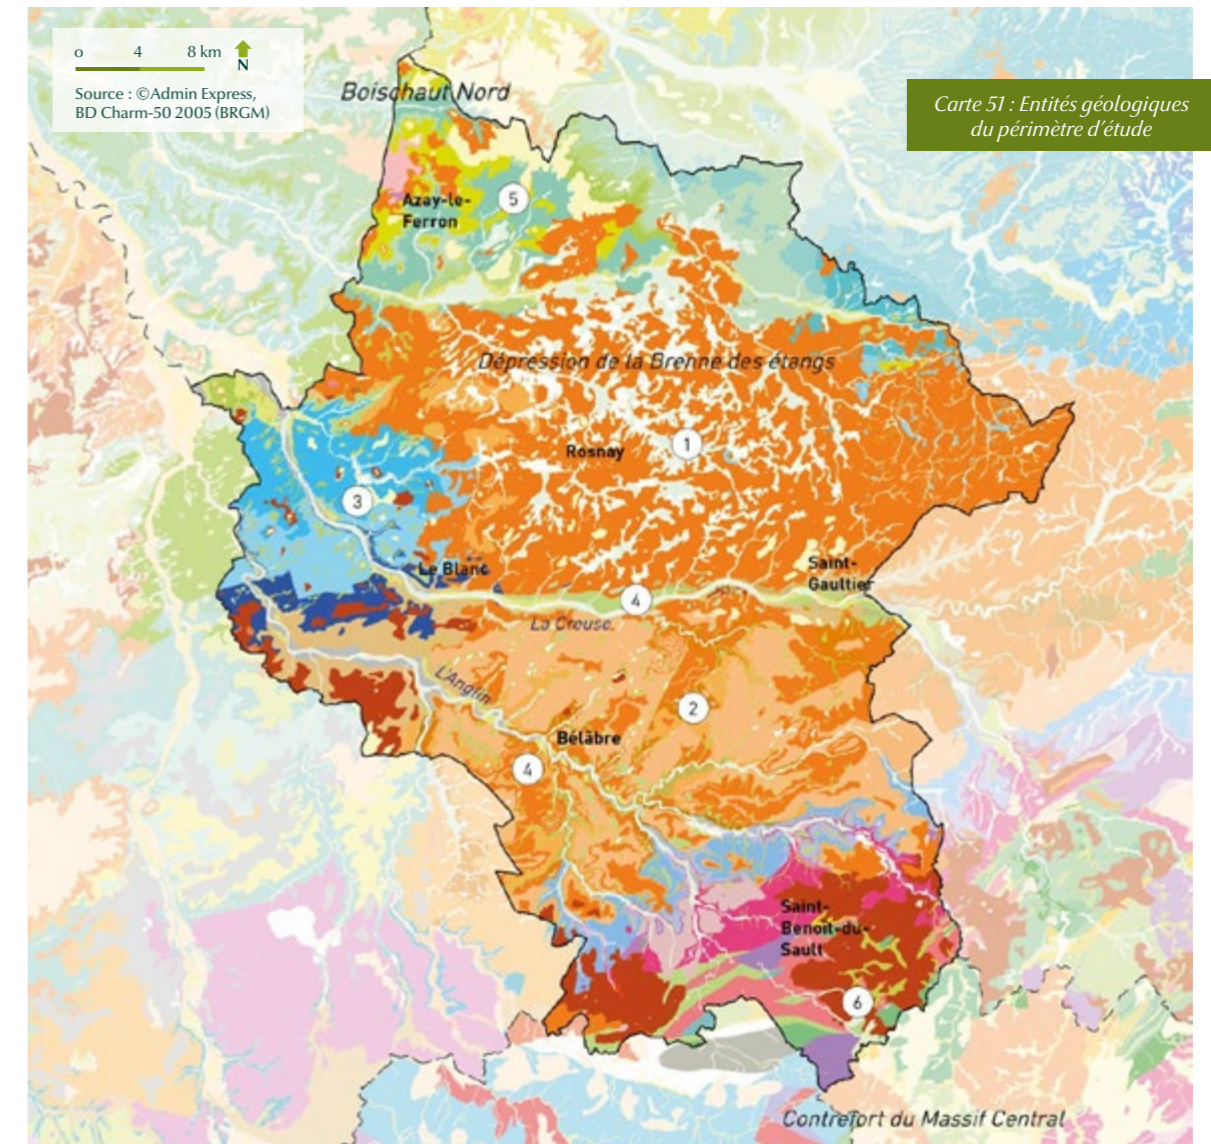 o 4 8 km
N
Source : ©Admin Express,
BD Charm-50 2005 (BRGM)
Boischaut Nord
Carte 51 : Entités géologiques
du périmètre d’étude
Azay-le-
Ferron
5
Dépression de la Brenne des étangs
Rosnay
1
3
Le Blanc
Saint-
Gaultier
4
La Creuse
L'Anglin
2
Bélâbre
4
Saint-
Benoît-du-
Sault
6
Contrefort du Massif Central